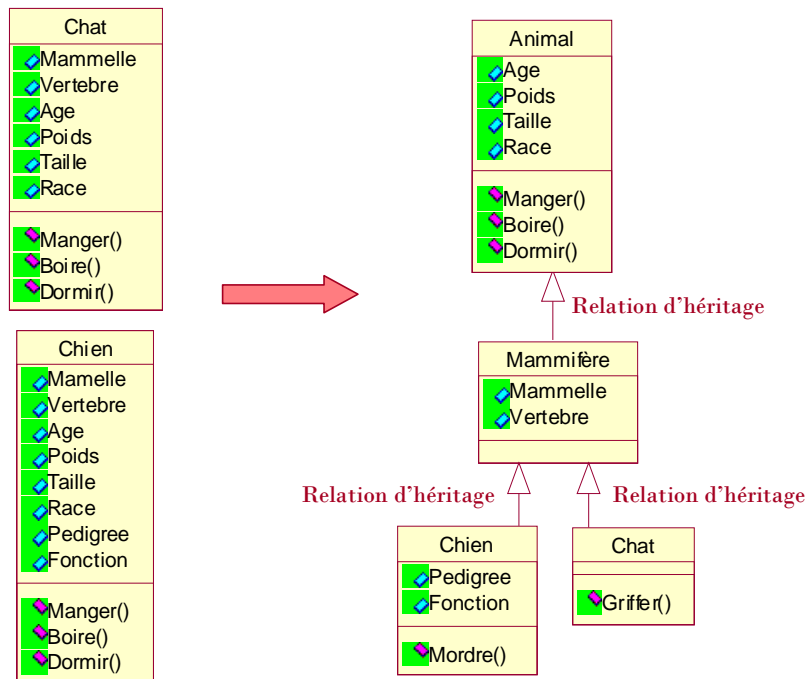 Chat
Mammelle
Vertebre
Age
Poids
Taille
Race
Manger()
Boire()
Dormir()
Chien
Mamelle
Vertebre
Age
Poids
Taille
Race
Pedigree
Fonction
Manger()
Boire()
Dormir()
Animal
Age
Poids
Taille
Race
Manger()
Boire()
Dormir()
Relation d'héritage
Mammifère
Mammelle
Vertebre
Relation d'héritage
Relation d'héritage
Chien
Pedigree
Fonction
Mordre()
Chat
Griffer()